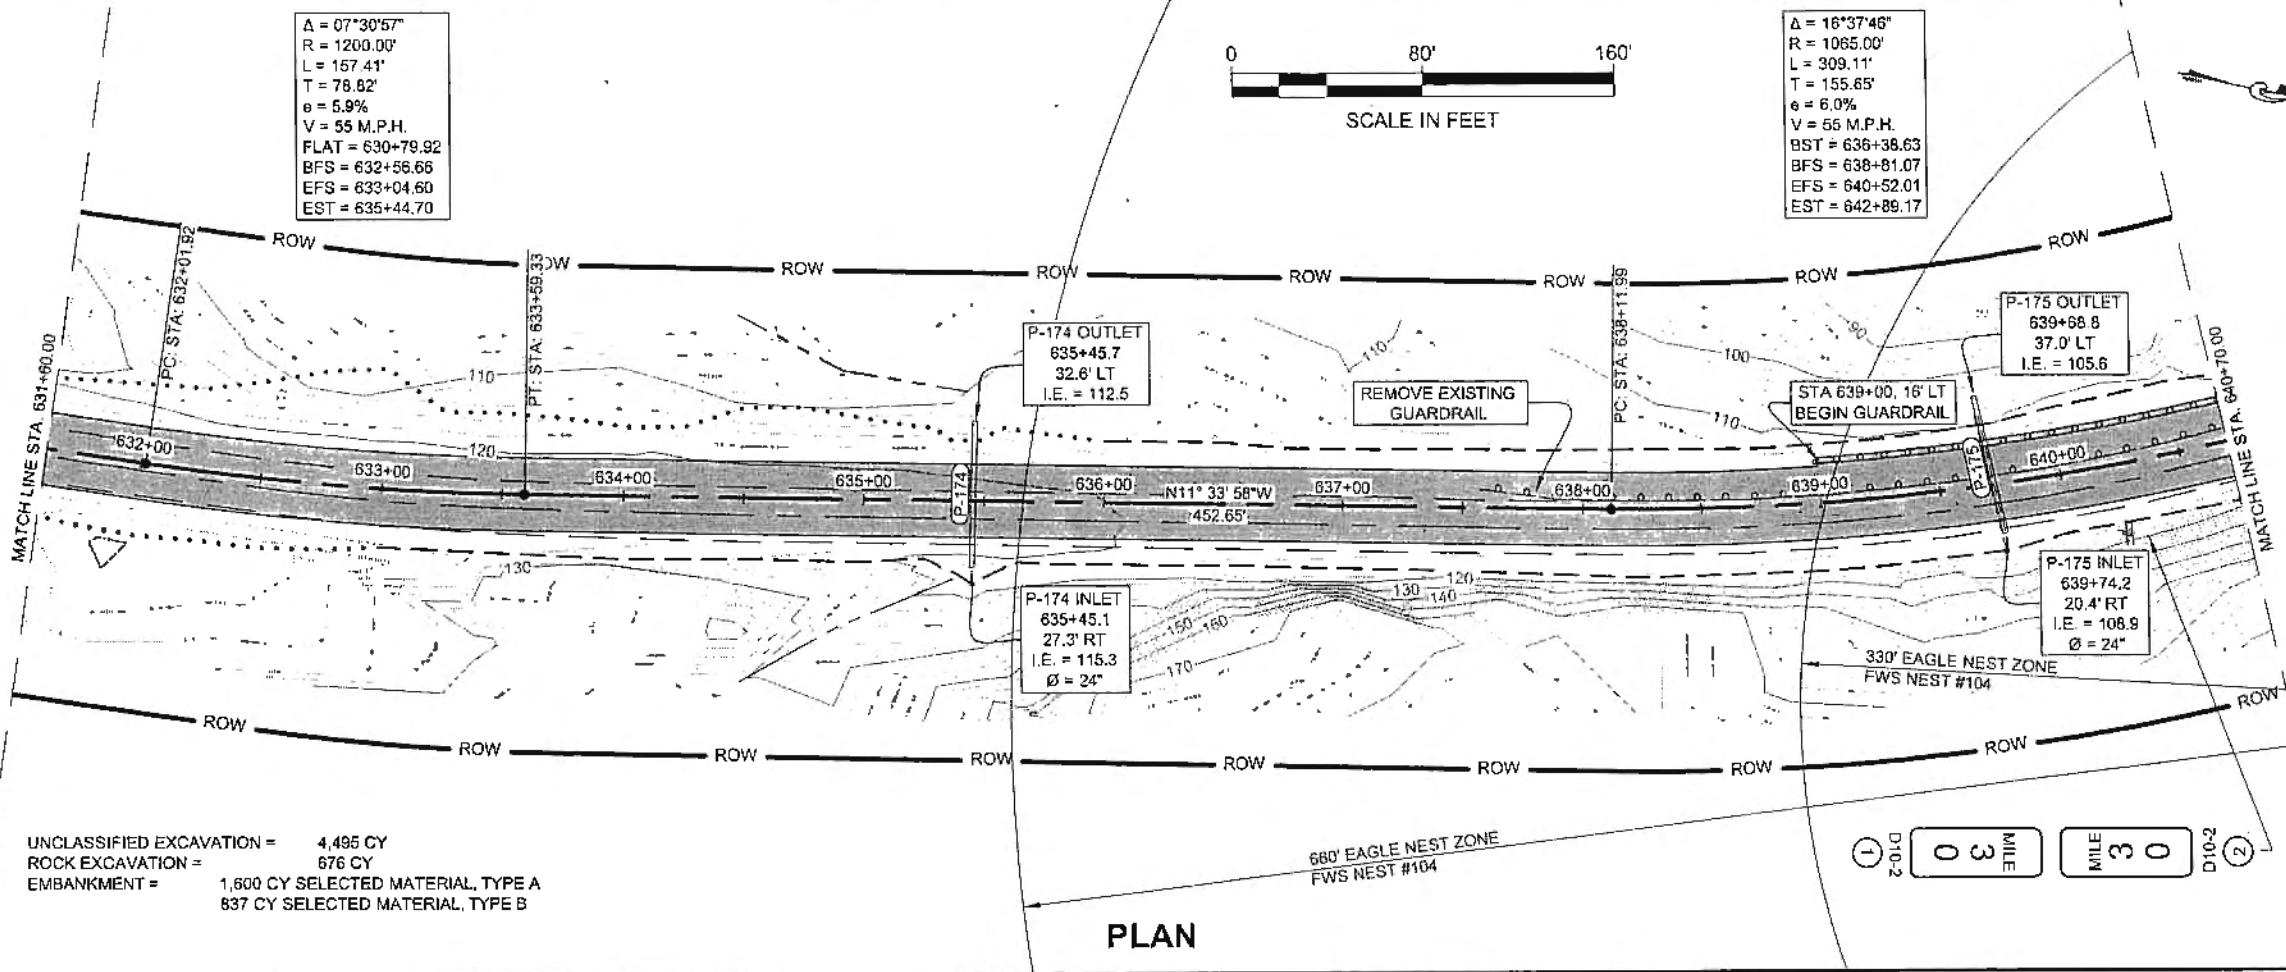 Δ = 07°30'57"
R = 1200.00'
L = 157.41'
T = 78.82'
e = 5.9%
V = 55 M.P.H.
FLAT = 630+79.92
BFS = 632+56.66
EFS = 633+04.60
EST = 635+44.70
0 80' 160'
SCALE IN FEET
Δ = 16°37'46"
R = 1065.00'
L = 309.11'
T = 155.65'
e = 6.0%
V = 55 M.P.H.
BST = 636+38.63
BFS = 638+81.07
EFS = 640+52.01
EST = 642+89.17
ROW
OW
ROW
ROW
ROW
ROW
ROW
ROW
MATCH LINE STA. 631+60.00
PC: STA: 632+01.92
PT: STA: 633+59.33
PC: STA: 638+11.99
MATCH LINE STA. 640+70.00
P-174 OUTLET
635+45.7
32.6' LT
I.E. = 112.5
REMOVE EXISTING
GUARDRAIL
STA 639+00, 16' LT
BEGIN GUARDRAIL
P-175 OUTLET
639+68.8
37.0' LT
I.E. = 105.6
110
110
110
100
90
120
632+00
633+00
634+00
635+00
P-174
636+00
N11° 33' 58"W
452.65'
637+00
638+00
639+00
P-175
640+00
130
120
130
140
150
160
170
P-174 INLET
635+45.1
27.3' RT
I.E. = 115.3
Ø = 24"
P-175 INLET
639+74.2
20.4' RT
I.E. = 108.9
Ø = 24"
330' EAGLE NEST ZONE
FWS NEST #104
ROW
ROW
ROW
ROW
ROW
ROW
ROW
ROW
ROW
660' EAGLE NEST ZONE
FWS NEST #104
UNCLASSIFIED EXCAVATION = 4,495 CY
ROCK EXCAVATION = 676 CY
EMBANKMENT = 1,600 CY SELECTED MATERIAL, TYPE A
837 CY SELECTED MATERIAL, TYPE B
1
D10-2
MILE
3
0
MILE
3
0
D10-2
2
PLAN